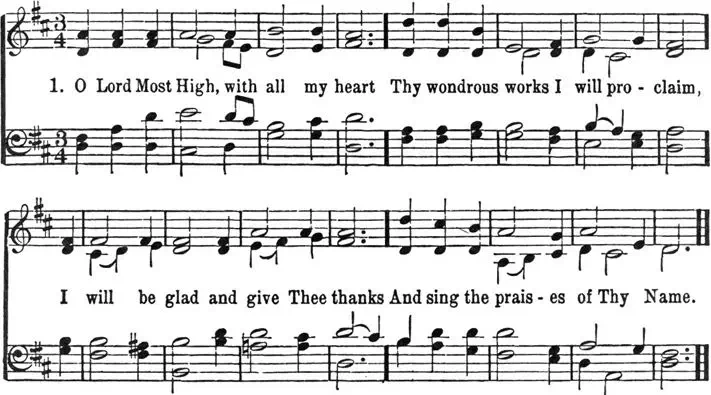 1. O Lord Most High, with all my heart Thy wondrous works I will pro - claim,
I will be glad and give Thee thanks And sing the prais - es of Thy Name.